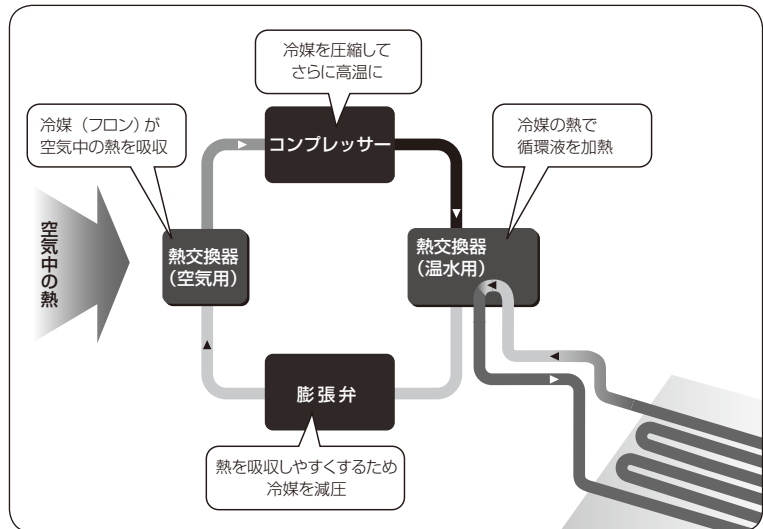 冷媒を圧縮して
さらに高温に
冷媒（フロン）が
空気中の熱を吸収
コンプレッサー
冷媒の熱で
循環液を加熱
空気中の熱
熱交換器
（空気用）
熱交換器
（温水用）
膨張弁
熱を吸収しやすくするため
冷媒を減圧